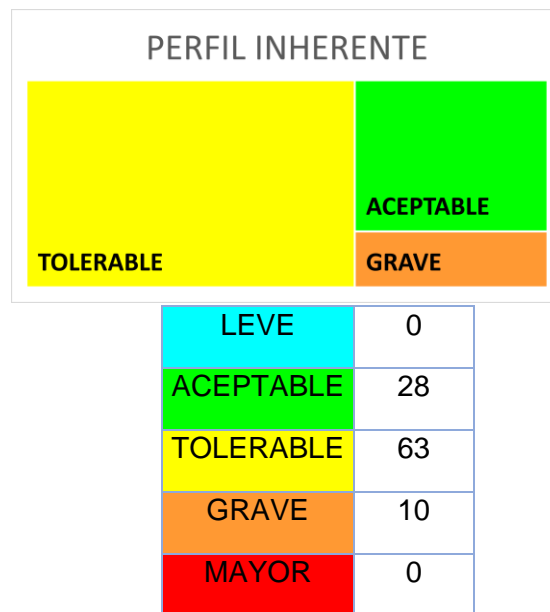 PERFIL INHERENTE
ACEPTABLE
TOLERABLE
GRAVE
LEVE 0
ACEPTABLE 28
TOLERABLE 63
GRAVE 10
MAYOR 0